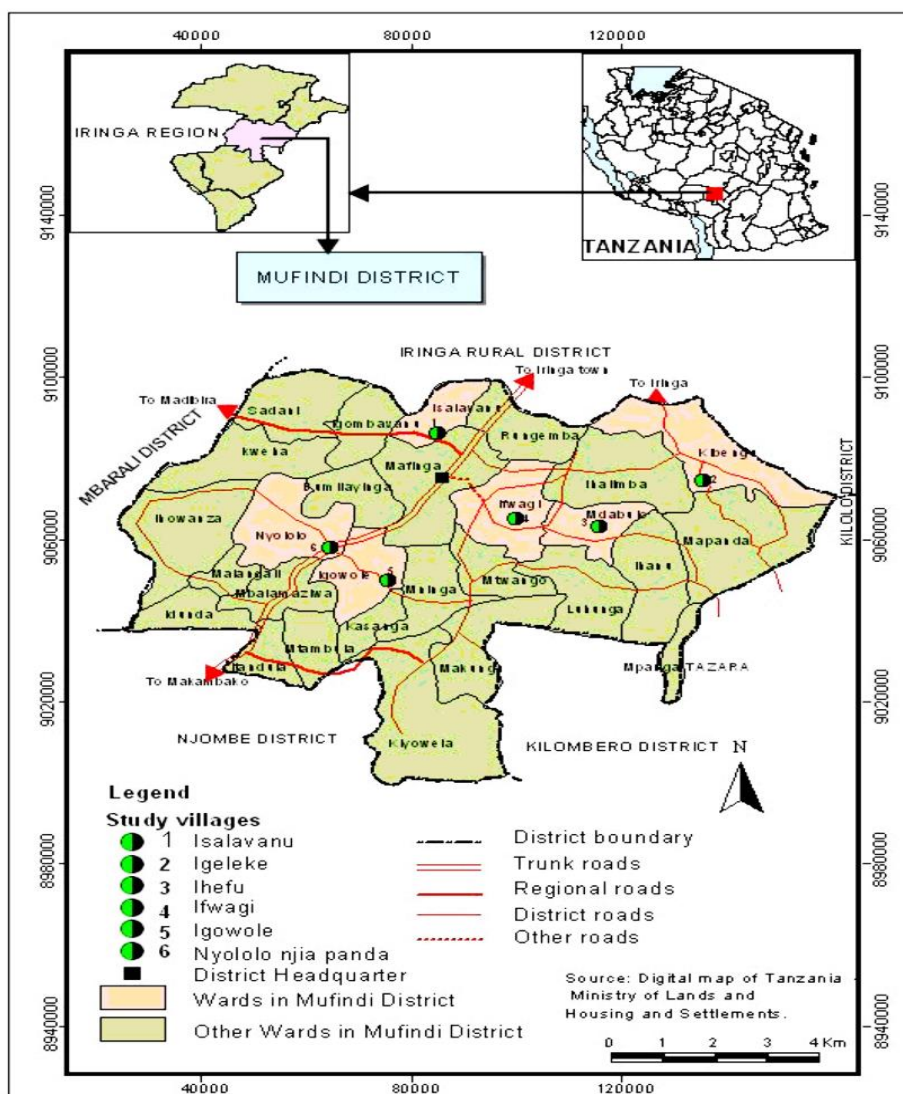 40000 80000 120000
IRINGA REGION
TANZANIA
MUFINDI DISTRICT
9140000 9140000
IRINGA RURAL DISTRICT
To Iringa town
To Iringa
9100000 9100000
To Madibira
MBARALI DISTRICT
KILOLO DISTRICT
Sadani
Igombavanu
Isalavanu
1
Rungemba
Kibengu
2
Mafinga
Bumilayinga
Ifwagi
4
Ihalimba
Mdabulo
3
Mapanda
Ihowanza
Nyololo
6
9060000 9060000
Igowole
5
Malangali
Mbalamaziwa
Mninga
Mtwango
Ihanu
Idunda
Kasanga
Luhunga
Mtambula
Makungu
Mpanga TAZARA
To Makambako
9020000 9020000
NJOMBE DISTRICT
Kiyowela
KILOMBERO DISTRICT
N
Legend
Study villages
1 Isalavanu
2 Igeleke
3 Ihefu
4 Ifwagi
5 Igowole
6 Nyololo njia panda
District Headquarter
Wards in Mufindi District
Other Wards in Mufindi District
District boundary
Trunk roads
Regional roads
District roads
Other roads
8980000 8980000
Source: Digital map of Tanzania
Ministry of Lands and
Housing and Settlements.
0 1 2 3 4 Km
8940000 8940000
40000 80000 120000